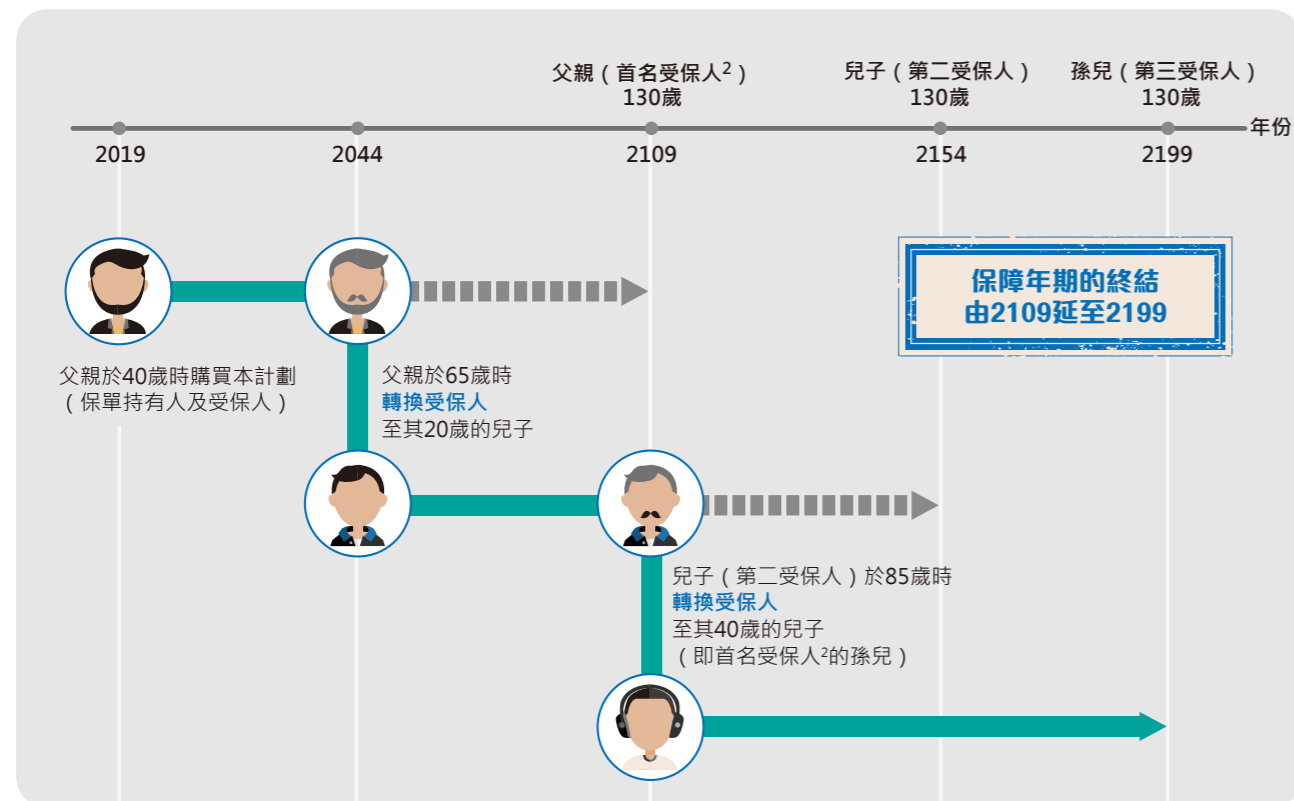 父親（首名受保人2）
130歲
兒子（第二受保人）
130歲
孫兒（第三受保人）
130歲
年份
2019
2044
2109
2154
2199
保障年期的終結
由2109延至2199
父親於40歲時購買本計劃
（保單持有人及受保人）
父親於65歲時
轉換受保人
至其20歲的兒子
兒子（第二受保人）於85歲時
轉換受保人
至其40歲的兒子
（即首名受保人2的孫兒）